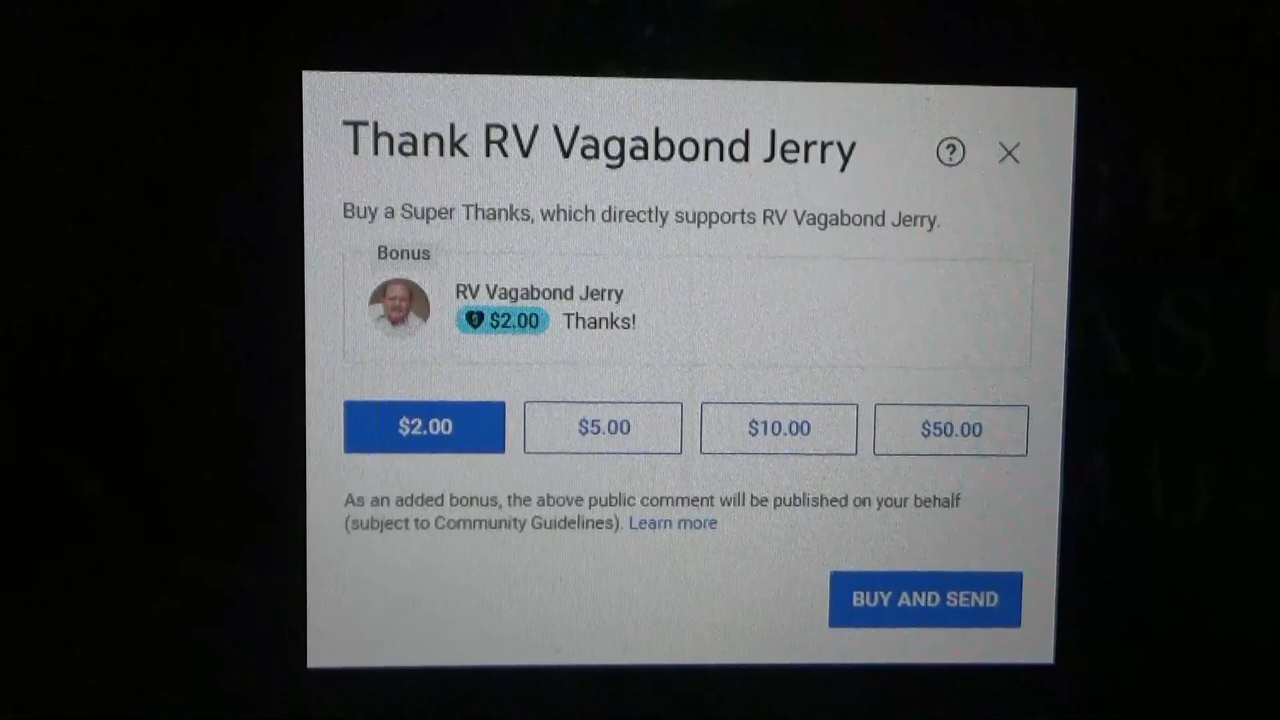 Thank RV Vagabond Jerry
Buy a Super Thanks, which directly supports RV Vagabond Jerry.
Bonus
RV Vagabond Jerry
$2.00 Thanks!
$2.00 $5.00 $10.00 $50.00
As an added bonus, the above public comment will be published on your behalf
(subject to Community Guidelines). Learn more
BUY AND SEND